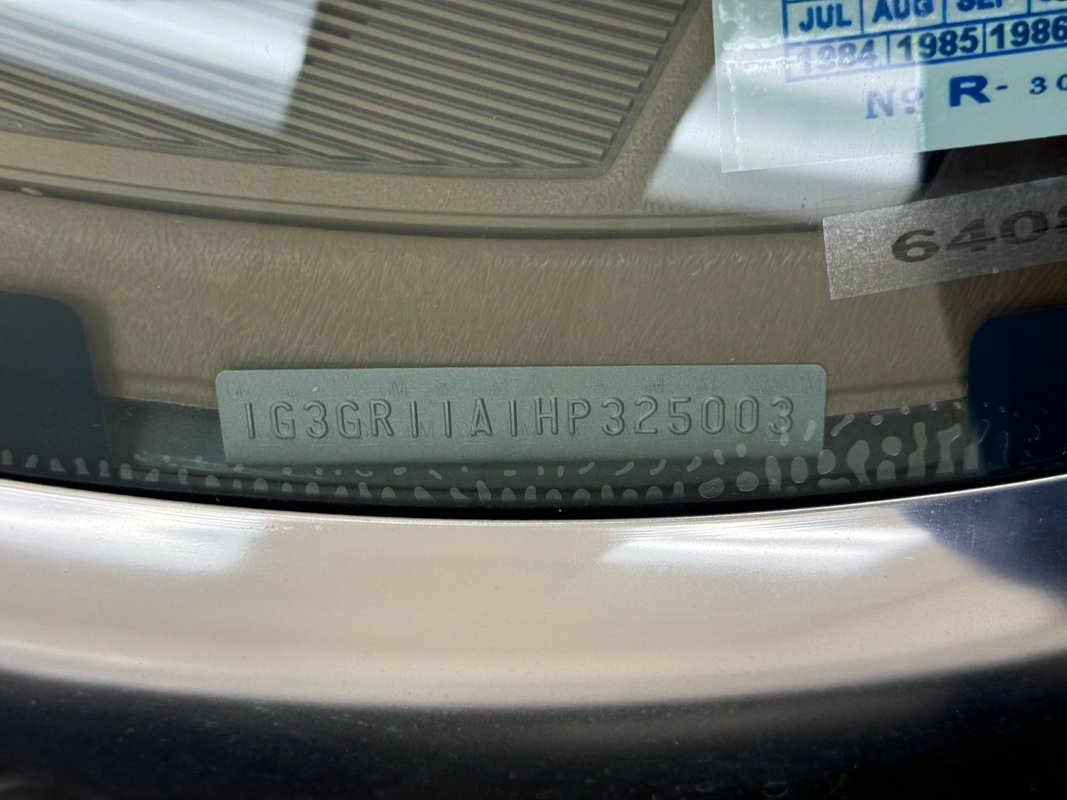 JUL AUG SEP
1984 1985 1986
Nº R- 30
640
1G3GR11A1HP325003